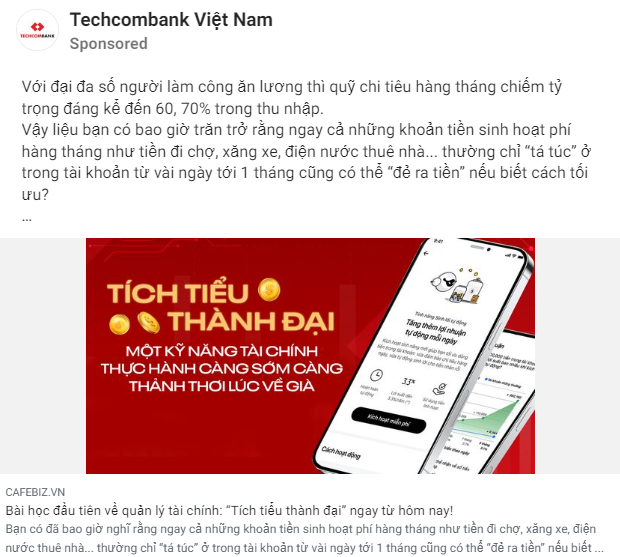 Techcombank Việt Nam
TECHCOMBANK
Sponsored
Với đại đa số người làm công ăn lương thì quỹ chi tiêu hàng tháng chiếm tỷ
trọng đáng kể đến 60, 70% trong thu nhập.
Vậy liệu bạn có bao giờ trăn trở rằng ngay cả những khoản tiền sinh hoạt phí
hàng tháng như tiền đi chợ, xăng xe, điện nước thuê nhà... thường chỉ “tá túc” ở
trong tài khoản từ vài ngày tới 1 tháng cũng có thể “đẻ ra tiền” nếu biết cách tối
ưu?
...
TÍCH TIỂU
THÀNH ĐẠI
MỘT KỸ NĂNG TÀI CHÍNH
THỰC HÀNH CÀNG SỚM CÀNG
THẢNH THƠI LÚC VỀ GIÀ
9:41
Tính năng Sinh lời tự động
Tăng thêm lợi nhuận
tự động mỗi ngày
Kích hoạt miễn phí
Cách hoạt động
CAFEBIZ.VN
Bài học đầu tiên về quản lý tài chính: “Tích tiểu thành đại” ngay từ hôm nay!
Bạn có đã bao giờ nghĩ rằng ngay cả những khoản tiền sinh hoạt phí hàng tháng như tiền đi chợ, xăng xe, điện
nước thuê nhà... thường chỉ “tá túc” ở trong tài khoản từ vài ngày tới 1 tháng cũng có thể “đẻ ra tiền” nếu biết ...